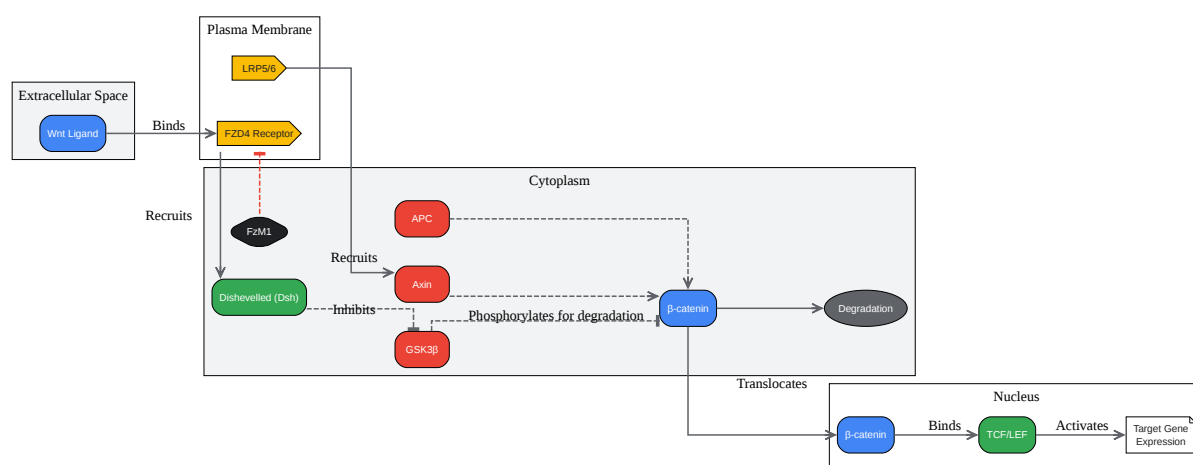 Plasma Membrane
LRP5/6
Extracellular Space
Wnt Ligand
Binds
FZD4 Receptor
Cytoplasm
Recruits
FzM1
APC
Recruits
Axin
Dishevelled (Dsh)
Inhibits
GSK3β
Phosphorylates for degradation
β-catenin
Degradation
Translocates
Nucleus
β-catenin
Binds
TCF/LEF
Activates
Target Gene
Expression